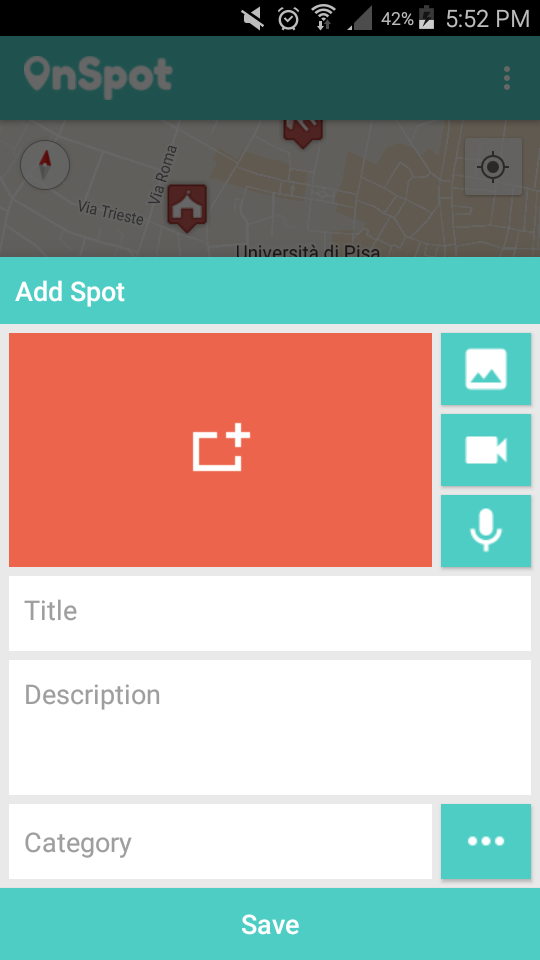 42% 5:52 PM
OnSpot
Via Roma
Via Trieste
Università di Pisa
Add Spot
Title
Description
Category
Save